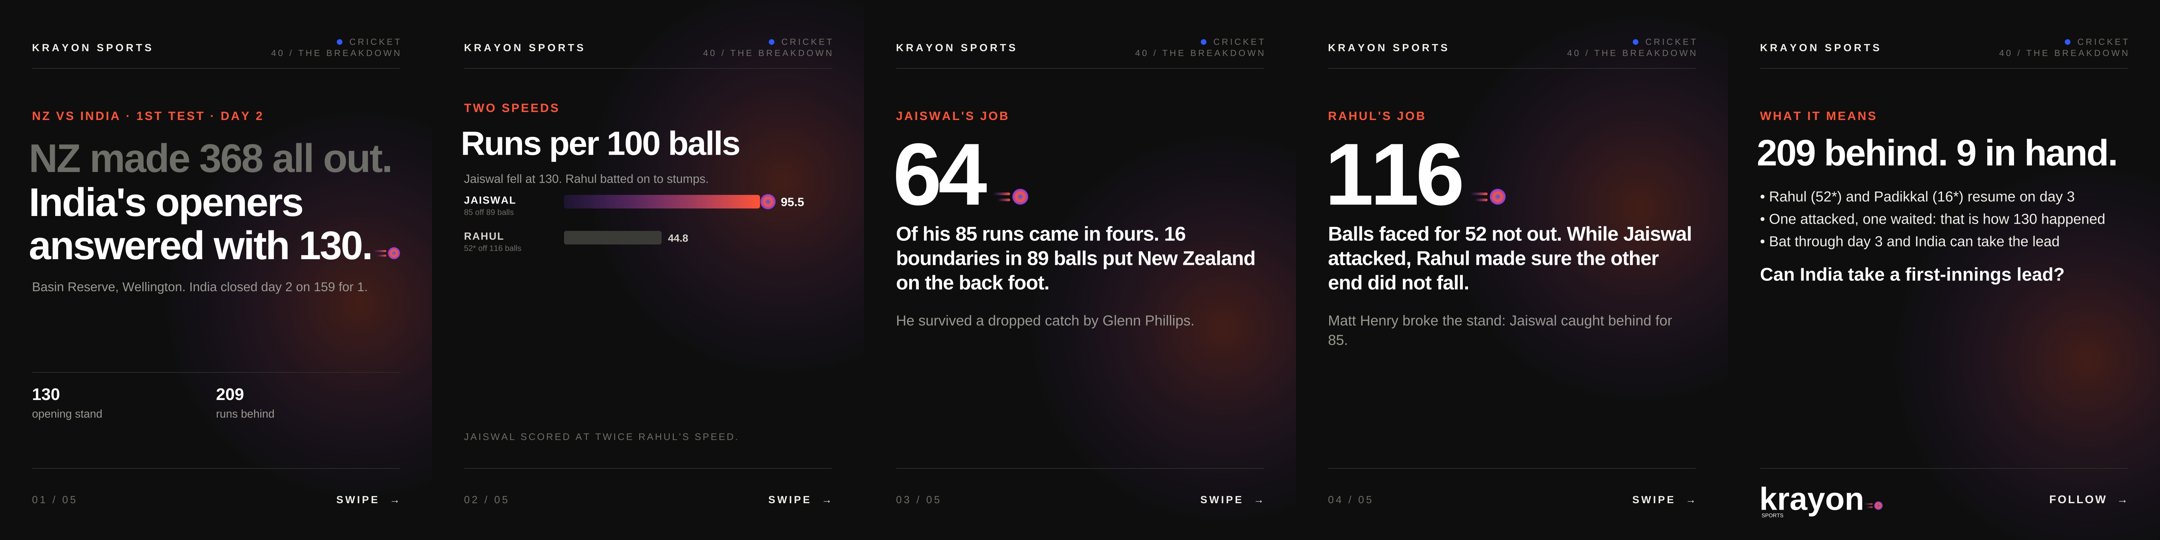 KRAYON SPORTS
CRICKET
40 / THE BREAKDOWN
NZ VS INDIA · 1ST TEST · DAY 2
NZ made 368 all out.
India's openers
answered with 130.
Basin Reserve, Wellington. India closed day 2 on 159 for 1.
130
opening stand
209
runs behind
01 / 05
SWIPE →
KRAYON SPORTS
CRICKET
40 / THE BREAKDOWN
TWO SPEEDS
Runs per 100 balls
Jaiswal fell at 130. Rahul batted on to stumps.
JAISWAL
85 off 89 balls
95.5
RAHUL
52* off 116 balls
44.8
JAISWAL SCORED AT TWICE RAHUL'S SPEED.
02 / 05
SWIPE →
KRAYON SPORTS
CRICKET
40 / THE BREAKDOWN
JAISWAL'S JOB
64
Of his 85 runs came in fours. 16
boundaries in 89 balls put New Zealand
on the back foot.
He survived a dropped catch by Glenn Phillips.
03 / 05
SWIPE →
KRAYON SPORTS
CRICKET
40 / THE BREAKDOWN
RAHUL'S JOB
116
Balls faced for 52 not out. While Jaiswal
attacked, Rahul made sure the other
end did not fall.
Matt Henry broke the stand: Jaiswal caught behind for
85.
04 / 05
SWIPE →
KRAYON SPORTS
CRICKET
40 / THE BREAKDOWN
WHAT IT MEANS
209 behind. 9 in hand.
• Rahul (52*) and Padikkal (16*) resume on day 3
• One attacked, one waited: that is how 130 happened
• Bat through day 3 and India can take the lead
Can India take a first-innings lead?
krayon
SPORTS
FOLLOW →